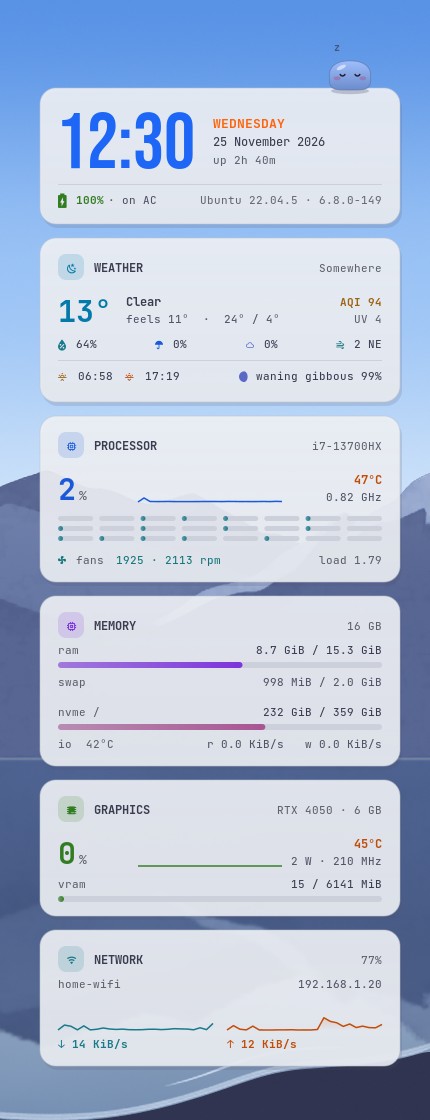 z
12:30
WEDNESDAY
25 November 2026
up 2h 40m
100% · on AC Ubuntu 22.04.5 · 6.8.0-149
WEATHER Somewhere
13° Clear AQI 94
feels 11° · 24° / 4° UV 4
64% 0% 0% 2 NE
06:58 17:19 waning gibbous 99%
PROCESSOR i7-13700HX
2% 47°C
0.82 GHz
fans 1925 · 2113 rpm load 1.79
MEMORY 16 GB
ram 8.7 GiB / 15.3 GiB
swap 998 MiB / 2.0 GiB
nvme / 232 GiB / 359 GiB
io 42°C r 0.0 KiB/s w 0.0 KiB/s
GRAPHICS RTX 4050 · 6 GB
0% 45°C
2 W · 210 MHz
vram 15 / 6141 MiB
NETWORK 77%
home-wifi 192.168.1.20
↓ 14 KiB/s ↑ 12 KiB/s